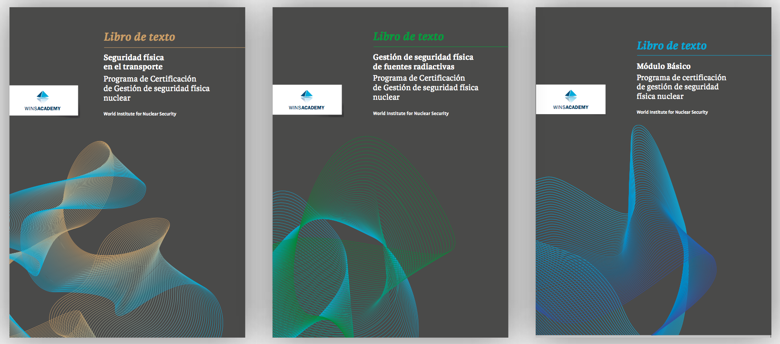 Libro de texto
Seguridad física
en el transporte
Programa de Certificación
de Gestión de seguridad física
nuclear
WINSACADEMY
World Institute for Nuclear Security
Libro de texto
Gestión de seguridad física
de fuentes radiactivas
Programa de Certificación
de Gestión de seguridad física
nuclear
WINSACADEMY
World Institute for Nuclear Security
Libro de texto
Módulo Básico
Programa de certificación
de gestión de seguridad
física nuclear
WINSACADEMY
World Institute for Nuclear Security